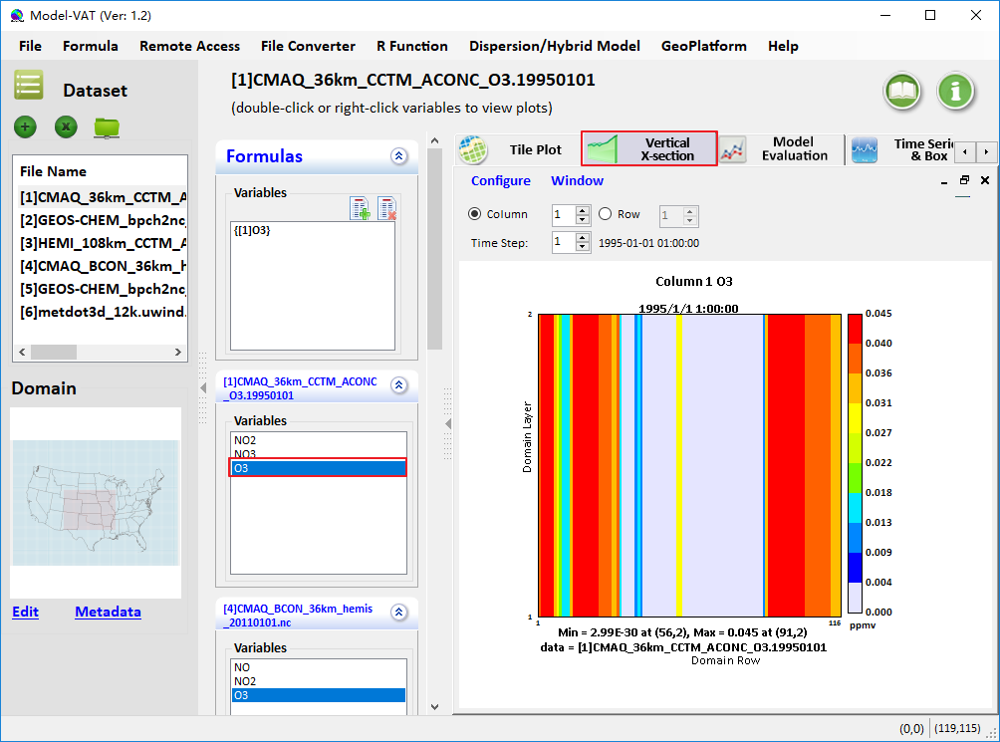 Model-VAT (Ver: 1.2)
File Formula Remote Access File Converter R Function Dispersion/Hybrid Model GeoPlatform Help
Dataset
File Name
[1]CMAQ_36km_CCTM_A
[2]GEOS-CHEM_bpch2nc
[3]HEMI_108km_CCTM_A
[4]CMAQ_BCON_36km_h
[5]GEOS-CHEM_bpch2nc
[6]metdot3d_12k.uwind.
Domain
Edit Metadata
[1]CMAQ_36km_CCTM_ACONC_O3.19950101
(double-click or right-click variables to view plots)
Formulas
Variables
{[1]O3}
[1]CMAQ_36km_CCTM_ACONC
_O3.19950101
Variables
NO2
NO3
O3
[4]CMAQ_BCON_36km_hemis
_20110101.nc
Variables
NO
NO2
O3
Tile Plot
Vertical
X-section
Model
Evaluation
Time Seri
& Box
Configure Window
Column 1 Row 1
Time Step: 1 1995-01-01 01:00:00
Column 1 O3
1995/1/1 1:00:00
2
Domain Layer
1
1 116
0.045
0.040
0.036
0.031
0.027
0.022
0.018
0.013
0.009
0.004
0.000
ppmv
Min = 2.99E-30 at (56,2), Max = 0.045 at (91,2)
data = [1]CMAQ_36km_CCTM_ACONC_O3.19950101
Domain Row
(0,0) (119,115)